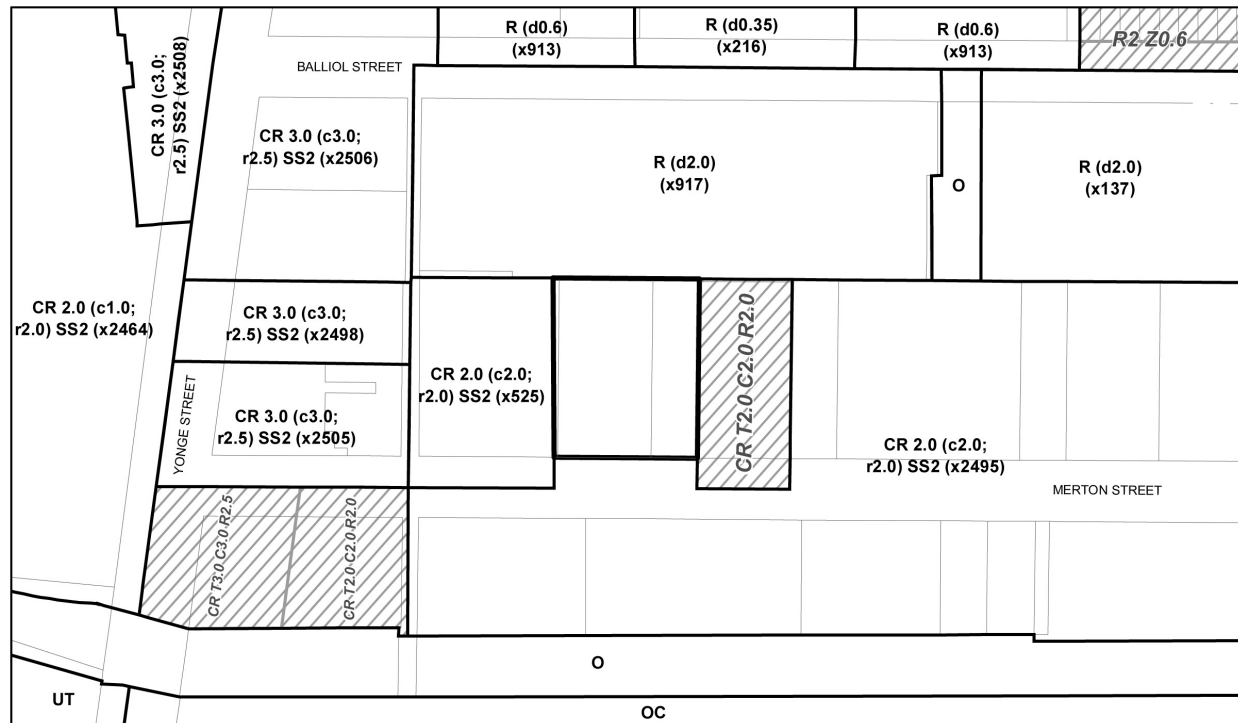 R (d0.6)
(x913)
R (d0.35)
(x216)
R (d0.6)
(x913)
R2 Z0.6
CR 3.0 (c3.0;
r2.5) SS2 (x2508)
BALLIOL STREET
CR 3.0 (c3.0;
r2.5) SS2 (x2506)
R (d2.0)
(x917)
O
R (d2.0)
(x137)
CR 2.0 (c1.0;
r2.0) SS2 (x2464)
CR 3.0 (c3.0;
r2.5) SS2 (x2498)
CR 2.0 (c2.0;
r2.0) SS2 (x525)
CR T2.0 C2.0 R2.0
YONGE STREET
CR 3.0 (c3.0;
r2.5) SS2 (x2505)
CR 2.0 (c2.0;
r2.0) SS2 (x2495)
MERTON STREET
CR T3.0 C3.0 R2.5
CR T2.0 C2.0 R2.0
O
UT
OC